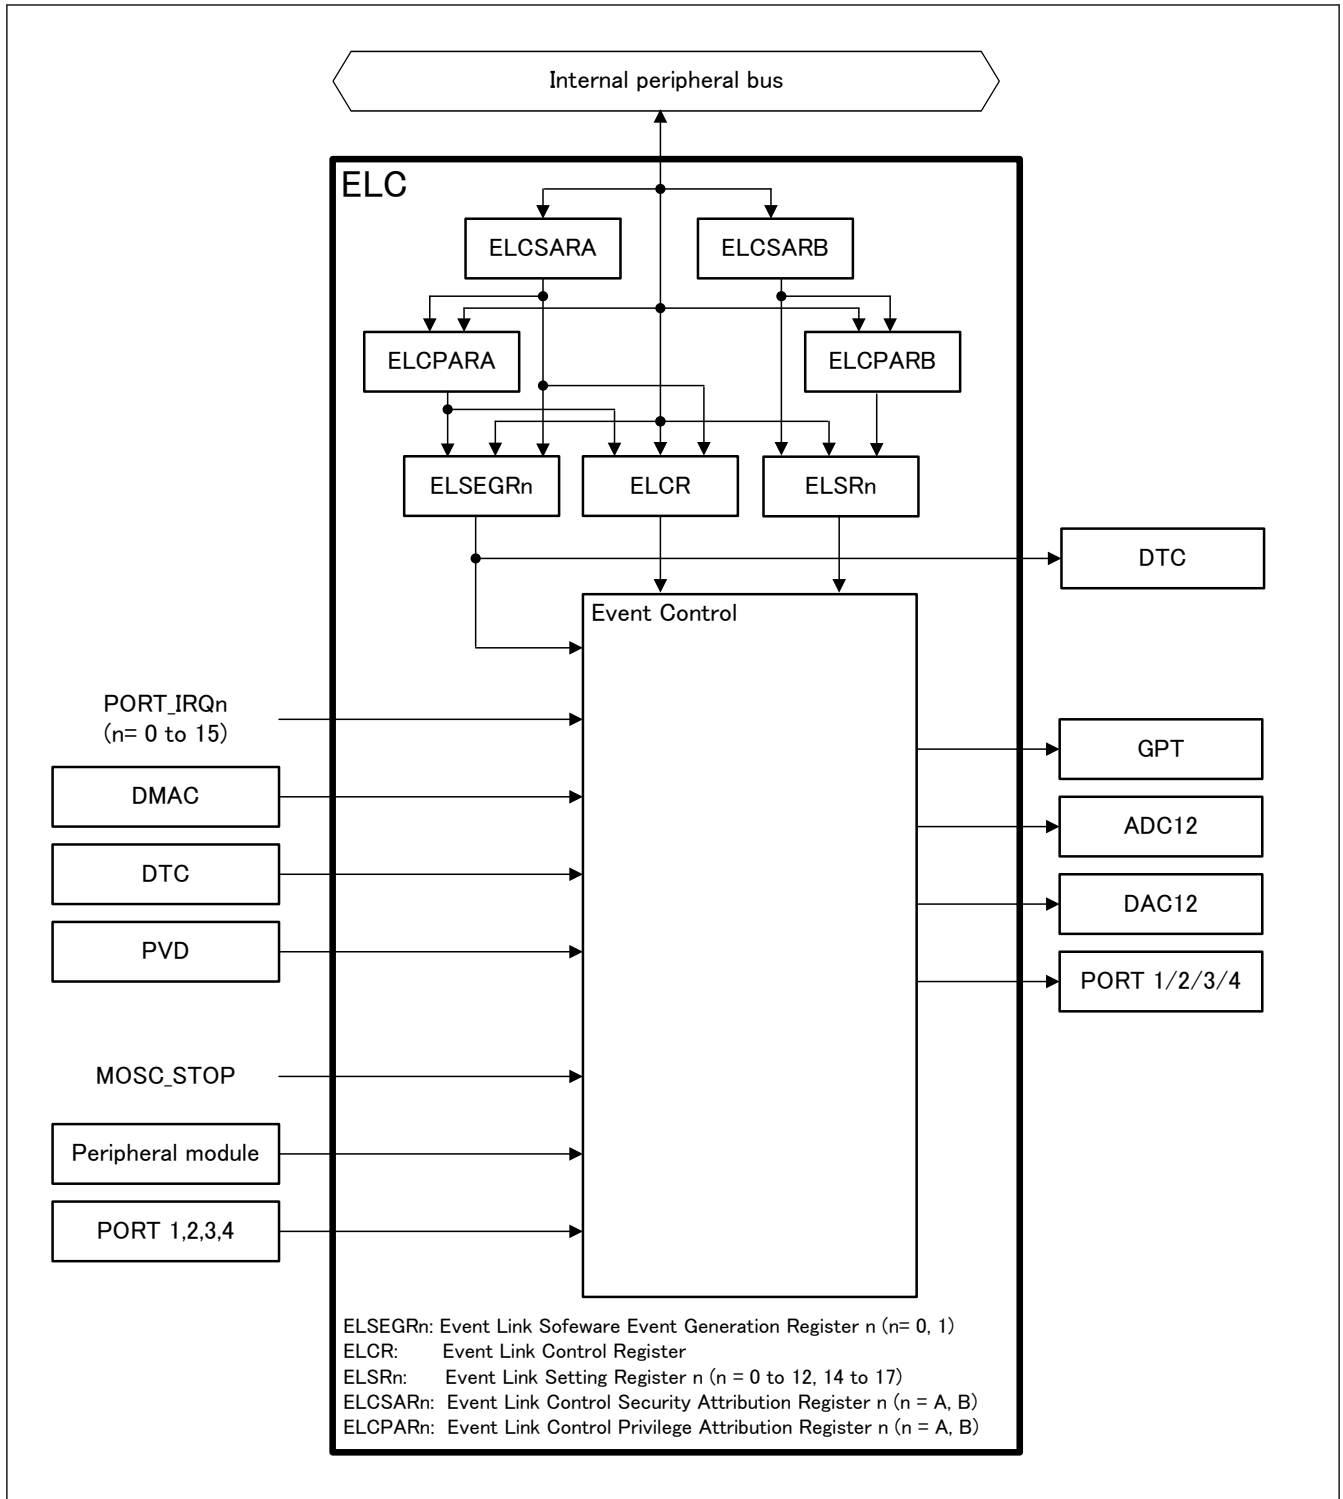 Internal peripheral bus
ELC
ELCSARA
ELCSARB
ELCPARA
ELCPARB
ELSEGRn
ELCR
ELSRn
DTC
Event Control
PORT_IRQn
(n= 0 to 15)
GPT
DMAC
ADC12
DTC
DAC12
PVD
PORT 1/2/3/4
MOSC_STOP
Peripheral module
PORT 1,2,3,4
ELSEGRn: Event Link Sofeware Event Generation Register n (n= 0, 1)
ELCR: Event Link Control Register
ELSRn: Event Link Setting Register n (n = 0 to 12, 14 to 17)
ELCSARn: Event Link Control Security Attribution Register n (n = A, B)
ELCPARn: Event Link Control Privilege Attribution Register n (n = A, B)